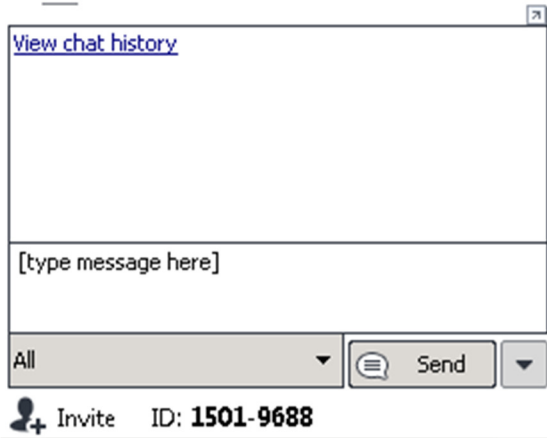 View chat history
[type message here]
All
Send
Invite ID: 1501-9688